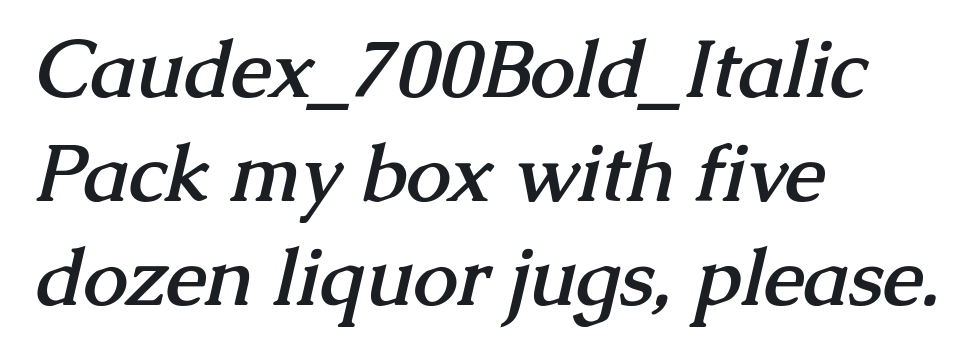 Caudex_700Bold_Italic
Pack my box with five
dozen liquor jugs, please.